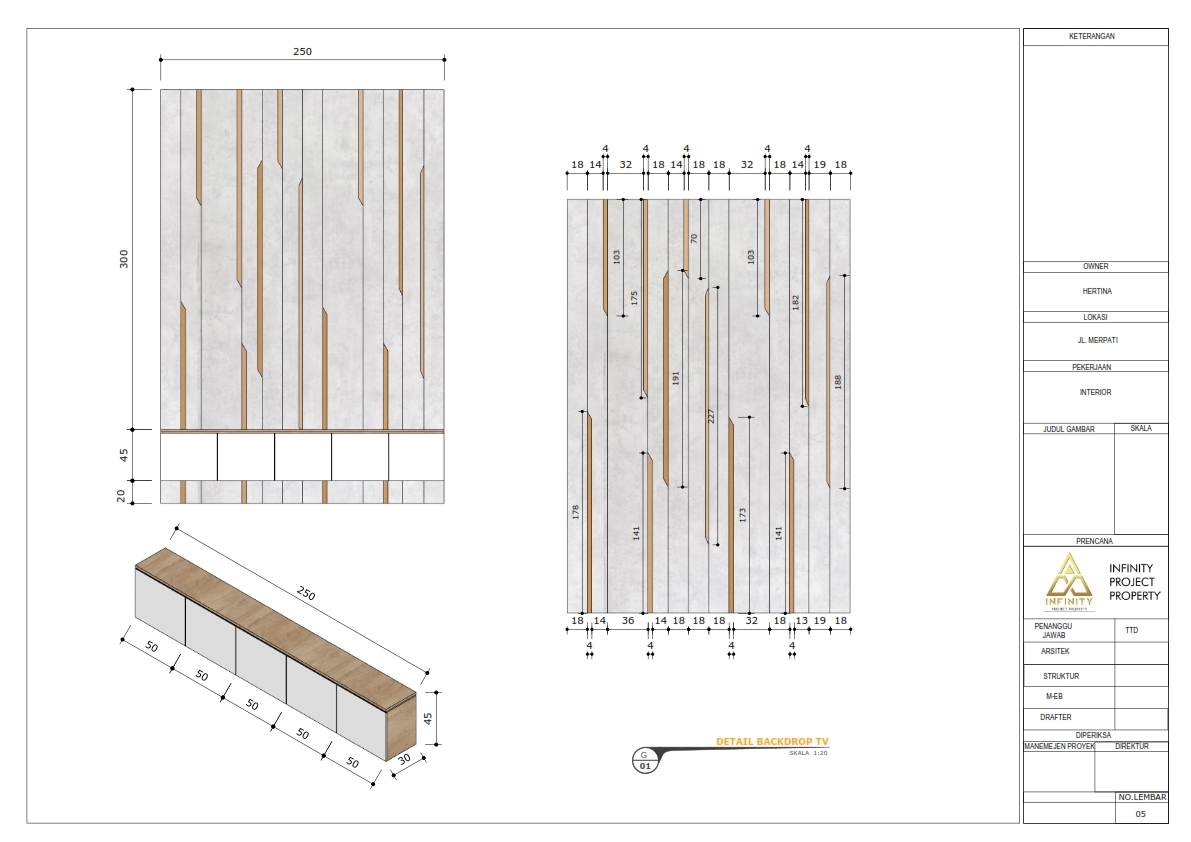 250
300
45
20
250
50
50
50
50
50
45
30
4 4 4 4 4
18 14 32 18 14 18 18 32 18 14 19 18
103
175
70
191
227
103
182
188
178
141
173
141
18 14 36 14 18 18 18 32 18 13 19 18
4 4 4 4
G
01
DETAIL BACKDROP TV
SKALA 1:20
KETERANGAN
OWNER
HERTINA
LOKASI
JL. MERPATI
PEKERJAAN
INTERIOR
JUDUL GAMBAR SKALA
PRENCANA
INFINITY
PROJECT PROPERTY
INFINITY
PROJECT
PROPERTY
PENANGGU
JAWAB
TTD
ARSITEK
STRUKTUR
M-EB
DRAFTER
DIPERIKSA
MANEMEJEN PROYEK DIREKTUR
NO.LEMBAR
05